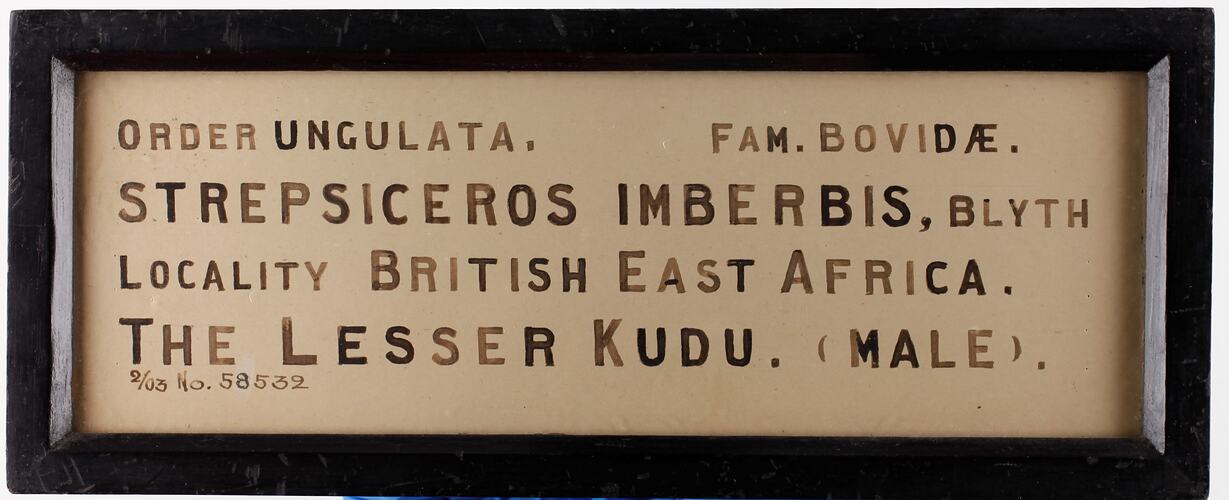 ORDER UNGULATA. FAM. BOVIDÆ.
STREPSICEROS IMBERBIS, BLYTH
LOCALITY BRITISH EAST AFRICA.
THE LESSER KUDU. (MALE).
2/03 No. 58532